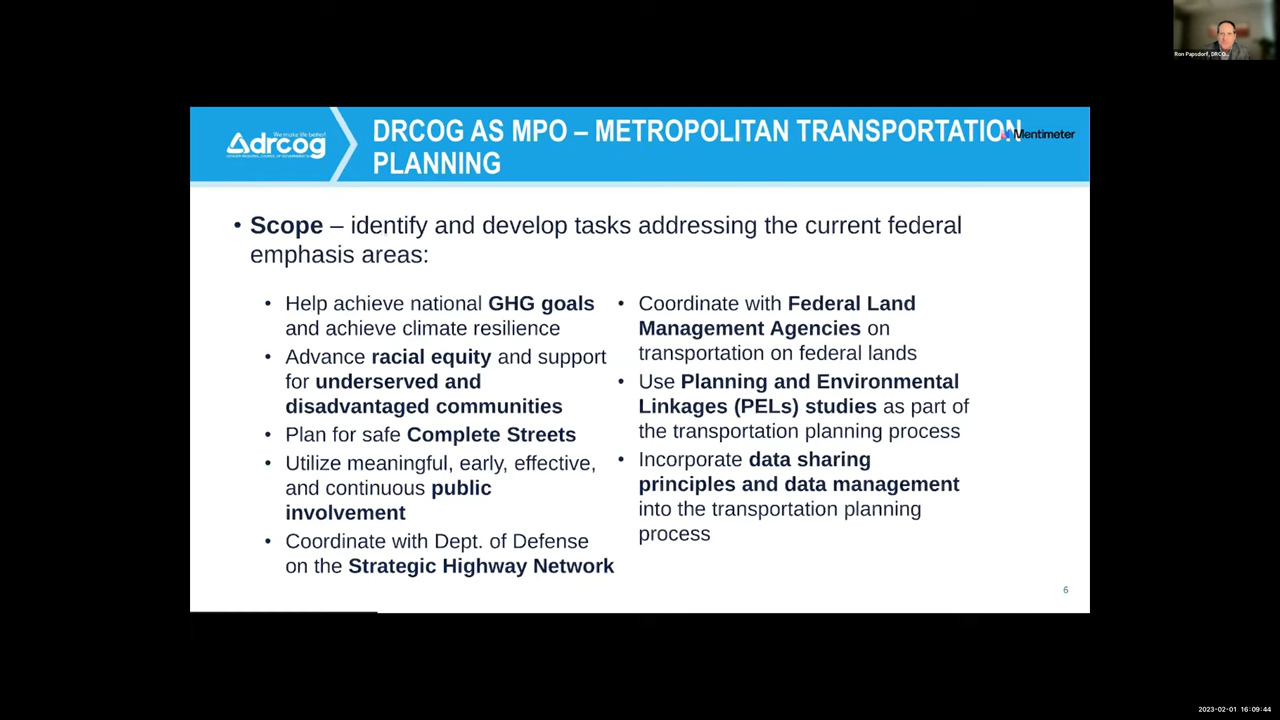 Ron Papsdorf, DRCO...
We make life better!
drcog
DRCOG AS MPO – METROPOLITAN TRANSPORTATION
PLANNING
Mentimeter
• Scope – identify and develop tasks addressing the current federal
emphasis areas:
• Help achieve national GHG goals
and achieve climate resilience
• Advance racial equity and support
for underserved and
disadvantaged communities
• Plan for safe Complete Streets
• Utilize meaningful, early, effective,
and continuous public
involvement
• Coordinate with Dept. of Defense
on the Strategic Highway Network
• Coordinate with Federal Land
Management Agencies on
transportation on federal lands
• Use Planning and Environmental
Linkages (PELs) studies as part of
the transportation planning process
• Incorporate data sharing
principles and data management
into the transportation planning
process
6
2023-02-01 16:09:44